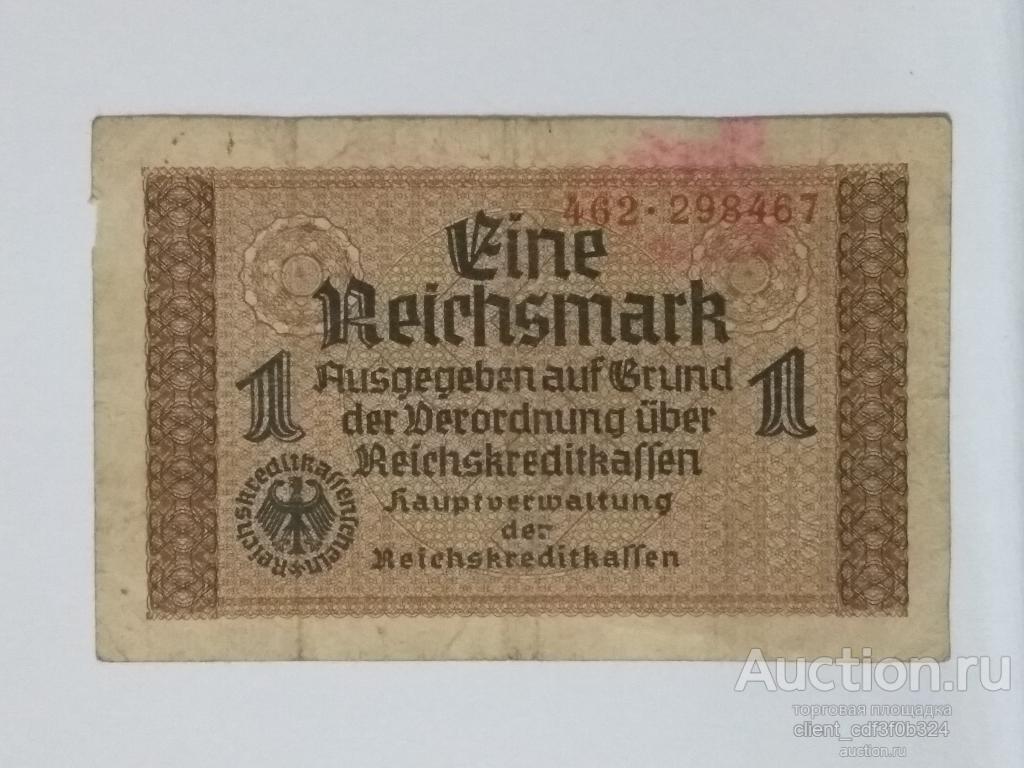 462·298467
Eine
Reichsmark
1 Ausgegeben auf Grund 1
der Verordnung über
Reichskreditkassen
Hauptverwaltung
der
Reichskreditkassen
Reichskreditkassenschein
Auction.ru
торговая площадка
client_cdf3f0b324
auction.ru